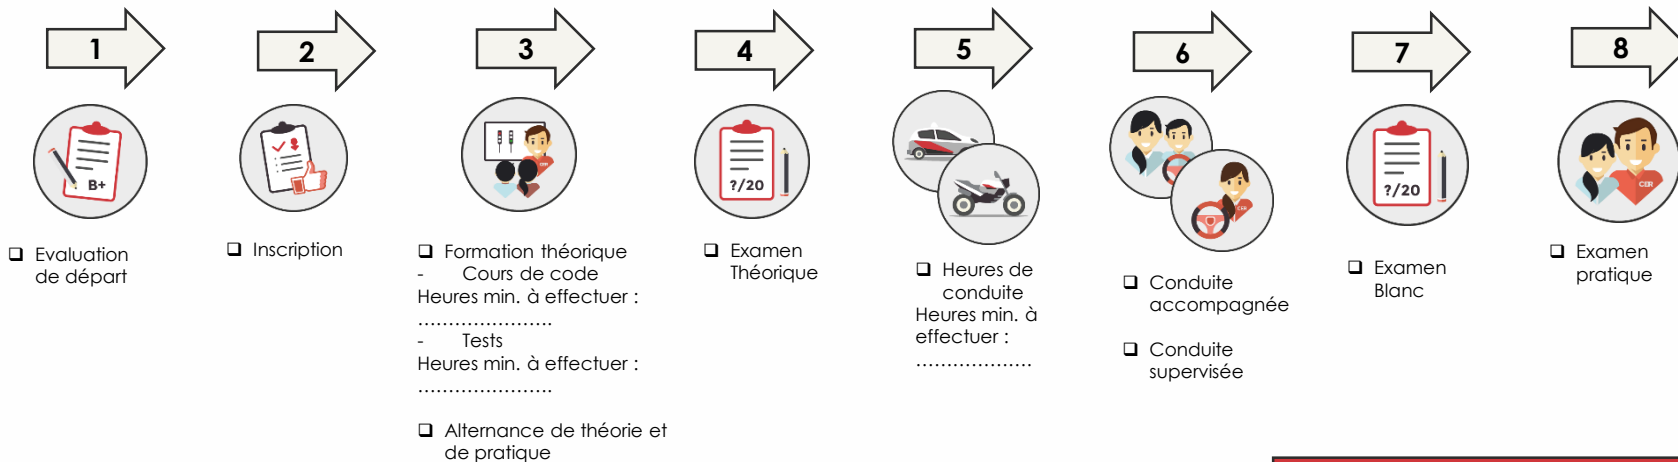 1
2
3
4
5
6
7
8
B+
?/20
CER
?/20
CER
Evaluation
de départ
Inscription
Formation théorique
- Cours de code
Heures min. à effectuer :
………………….
- Tests
Heures min. à effectuer :
………………….
Alternance de théorie et
de pratique
Examen
Théorique
Heures de
conduite
Heures min. à
effectuer :
……………….
Conduite
accompagnée
Conduite
supervisée
Examen
Blanc
Examen
pratique